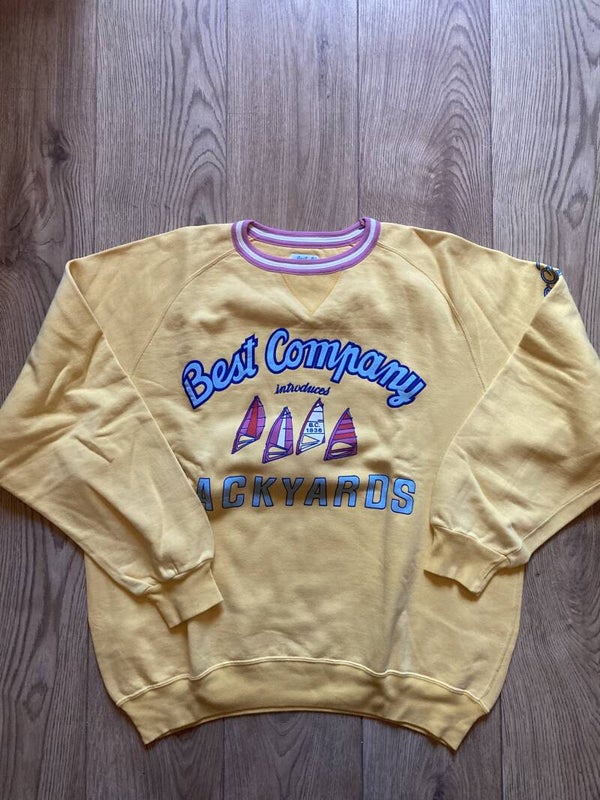 Best Company
introduces
B.C.
1836
ACKYARDS